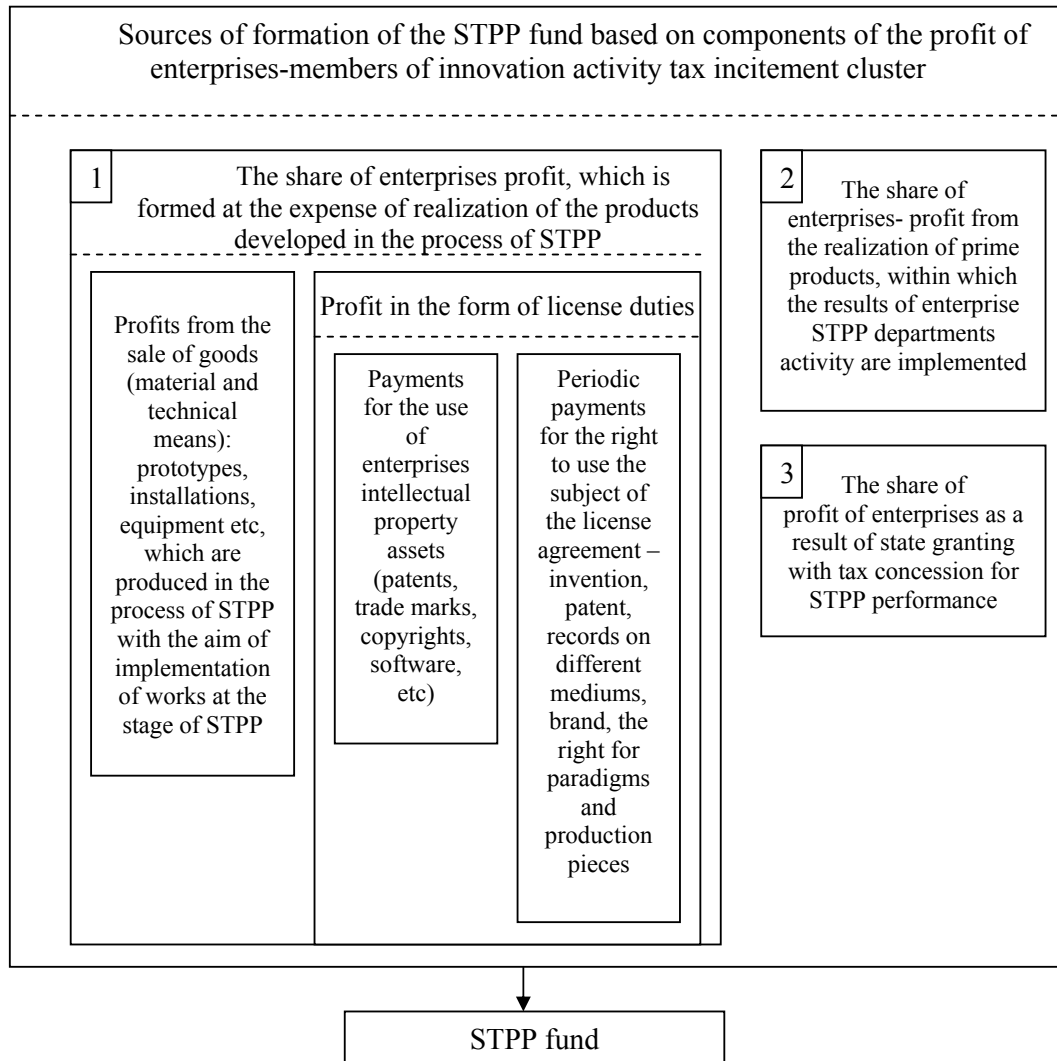 Sources of formation of the STPP fund based on components of the profit of
enterprises-members of innovation activity tax incitement cluster
1
The share of enterprises profit, which is
formed at the expense of realization of the products
developed in the process of STPP
Profits from the
sale of goods
(material and
technical
means):
prototypes,
installations,
equipment etc,
which are
produced in the
process of STPP
with the aim of
implementation
of works at the
stage of STPP
Profit in the form of license duties
Payments
for the use
of
enterprises
intellectual
property
assets
(patents,
trade marks,
copyrights,
software,
etc)
Periodic
payments
for the right
to use the
subject of
the license
agreement –
invention,
patent,
records on
different
mediums,
brand, the
right for
paradigms
and
production
pieces
2
The share of
enterprises- profit from
the realization of prime
products, within which
the results of enterprise
STPP departments
activity are implemented
3
The share of
profit of enterprises as a
result of state granting
with tax concession for
STPP performance
STPP fund